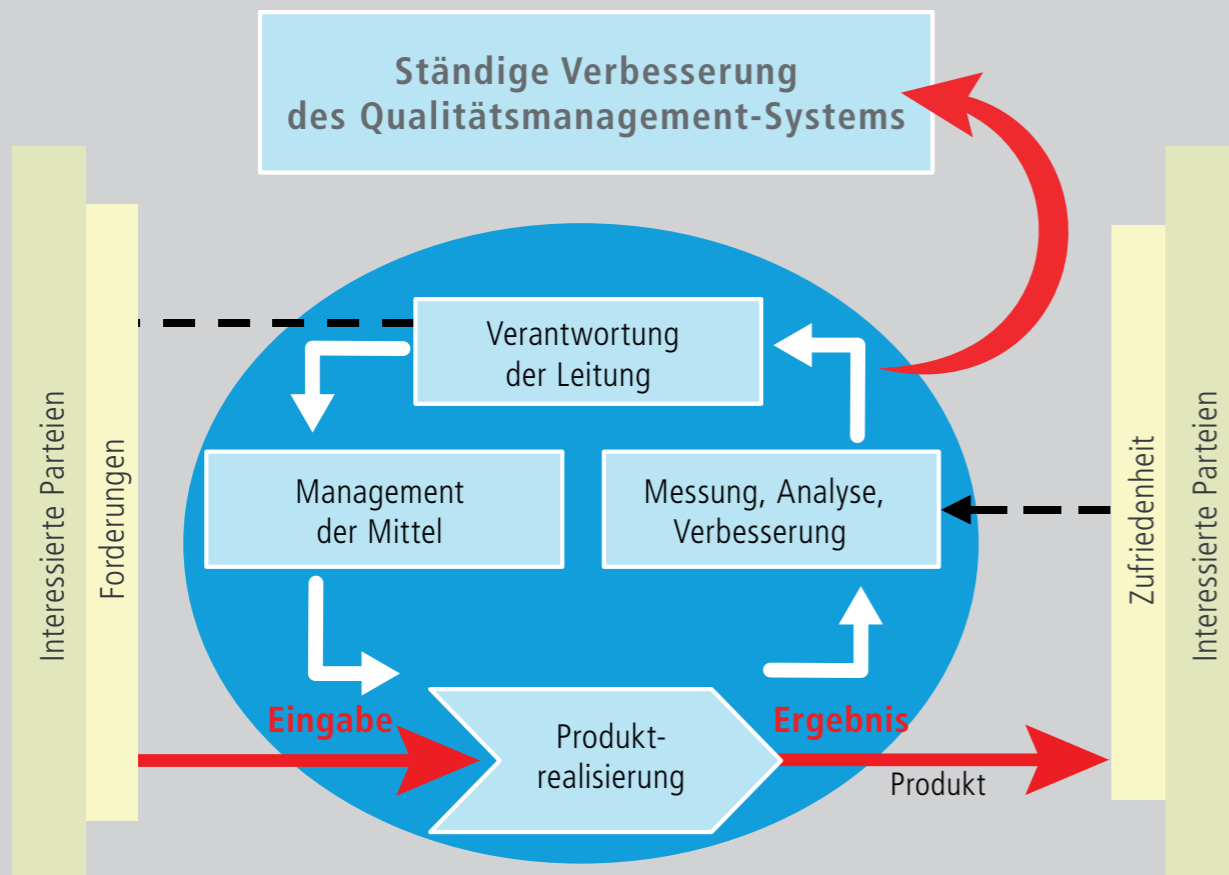 Ständige Verbesserung
des Qualitätsmanagement-Systems
Interessierte Parteien
Forderungen
Verantwortung
der Leitung
Management
der Mittel
Messung, Analyse,
Verbesserung
Eingabe
Produkt-
realisierung
Ergebnis
Produkt
Zufriedenheit
Interessierte Parteien